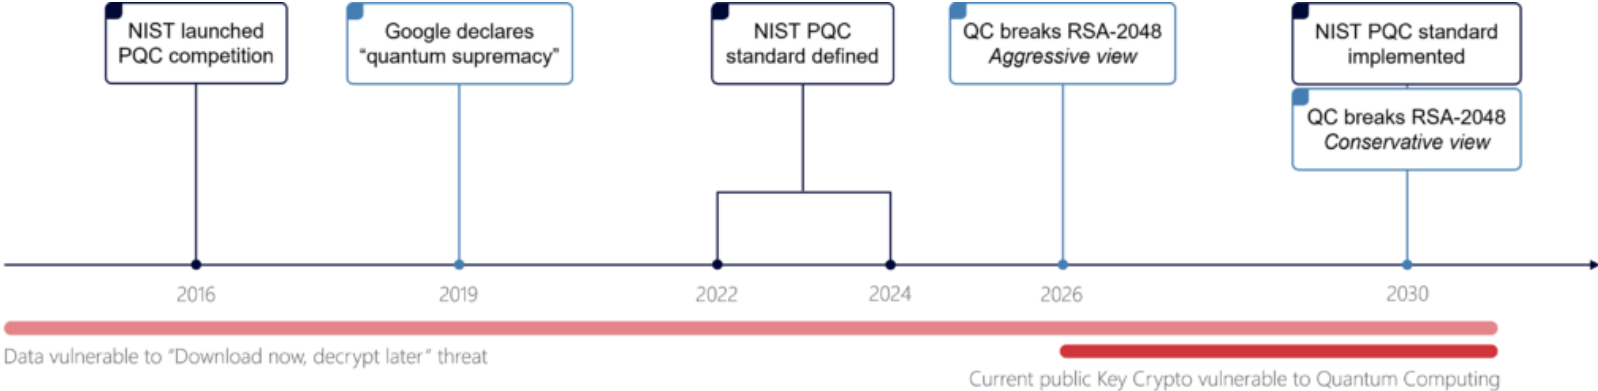 NIST launched
PQC competition
Google declares
“quantum supremacy”
NIST PQC
standard defined
QC breaks RSA-2048
Aggressive view
NIST PQC standard
implemented
QC breaks RSA-2048
Conservative view
2016
2019
2022
2024
2026
2030
Data vulnerable to “Download now, decrypt later” threat
Current public Key Crypto vulnerable to Quantum Computing